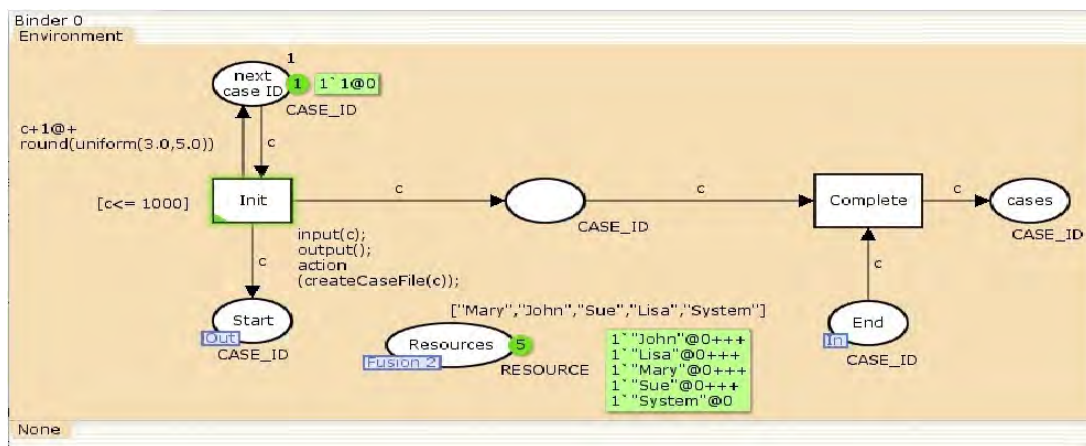 Binder 0
Environment
1
next
case ID
1
1`1@0
CASE_ID
c+1@+
round(uniform(3.0,5.0))
c
[c<= 1000]
Init
c
c
Complete
c
cases
CASE_ID
CASE_ID
input(c);
output();
action
(createCaseFile(c));
c
c
Start
Out
CASE_ID
["Mary","John","Sue","Lisa","System"]
Resources
5
Fusion 2
RESOURCE
1`"John"@0+++
1`"Lisa"@0+++
1`"Mary"@0+++
1`"Sue"@0+++
1`"System"@0
End
In
CASE_ID
None